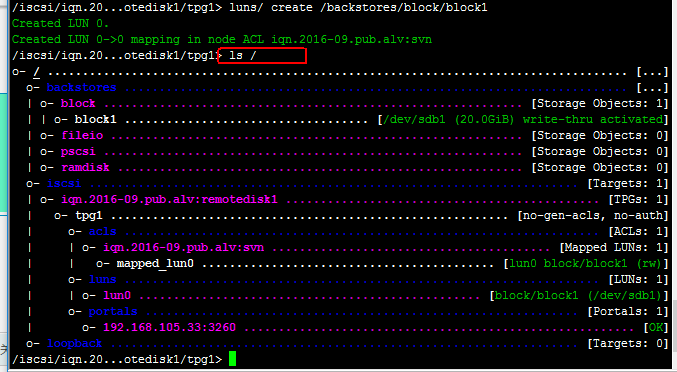 /iscsi/iqn.20...otedisk1/tpg1> luns/ create /backstores/block/block1
Created LUN 0.
Created LUN 0->0 mapping in node ACL iqn.2016-09.pub.alv:svn
/iscsi/iqn.20...otedisk1/tpg1> ls /
o- / ......................................................................... [...]
o- backstores .............................................................. [...]
| o- block .................................................. [Storage Objects: 1]
| | o- block1 .................................. [/dev/sdb1 (20.0GiB) write-thru activated]
| o- fileio ................................................. [Storage Objects: 0]
| o- pscsi .................................................. [Storage Objects: 0]
| o- ramdisk ................................................ [Storage Objects: 0]
o- iscsi ............................................................ [Targets: 1]
| o- iqn.2016-09.pub.alv:remotedisk1 ................................... [TPGs: 1]
|   o- tpg1 .................................................. [no-gen-acls, no-auth]
|     o- acls .......................................................... [ACLs: 1]
|     | o- iqn.2016-09.pub.alv:svn .................................. [Mapped LUNs: 1]
|     |   o- mapped_lun0 ..................................... [lun0 block/block1 (rw)]
|     o- luns .......................................................... [LUNs: 1]
|     | o- lun0 ............................................. [block/block1 (/dev/sdb1)]
|     o- portals .................................................... [Portals: 1]
|       o- 192.168.105.33:3260 ............................................... [OK]
o- loopback ......................................................... [Targets: 0]
/iscsi/iqn.20...otedisk1/tpg1>